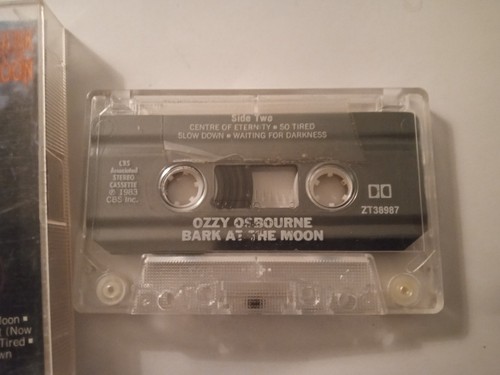 Side Two
CENTRE OF ETERNITY • SO TIRED
SLOW DOWN • WAITING FOR DARKNESS
CBS
Associated
STEREO
CASSETTE
℗ 1983
CBS Inc.
ZT38987
OZZY OSBOURNE
BARK AT THE MOON
Moon •
(Now
Tired •
wn